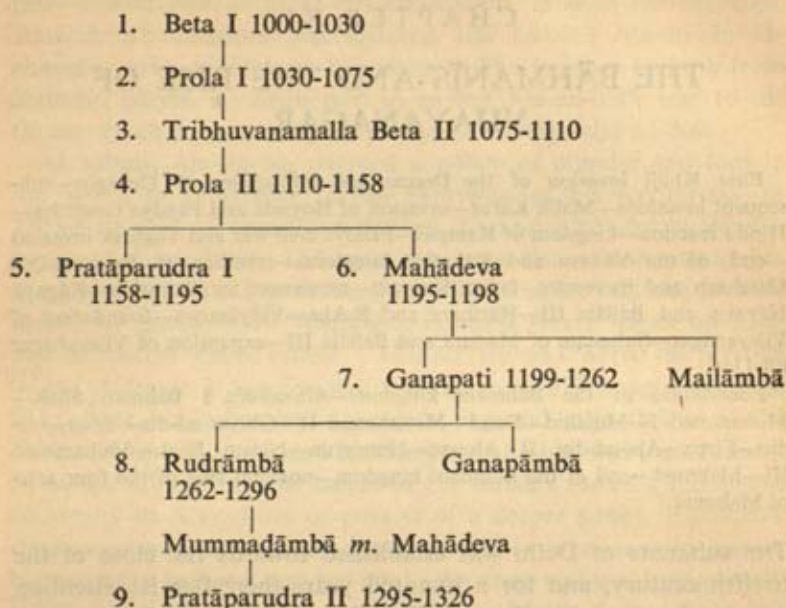 1. Beta I 1000-1030
2. Prola I 1030-1075
3. Tribhuvanamalla Beta II 1075-1110
4. Prola II 1110-1158
5. Pratāparudra I 6. Mahādeva
1158-1195 1195-1198
7. Ganapati 1199-1262 Mailāmbā
8. Rudrāmbā Ganapāmbā
1262-1296
Mummadāmbā m. Mahādeva
9. Pratāparudra II 1295-1326